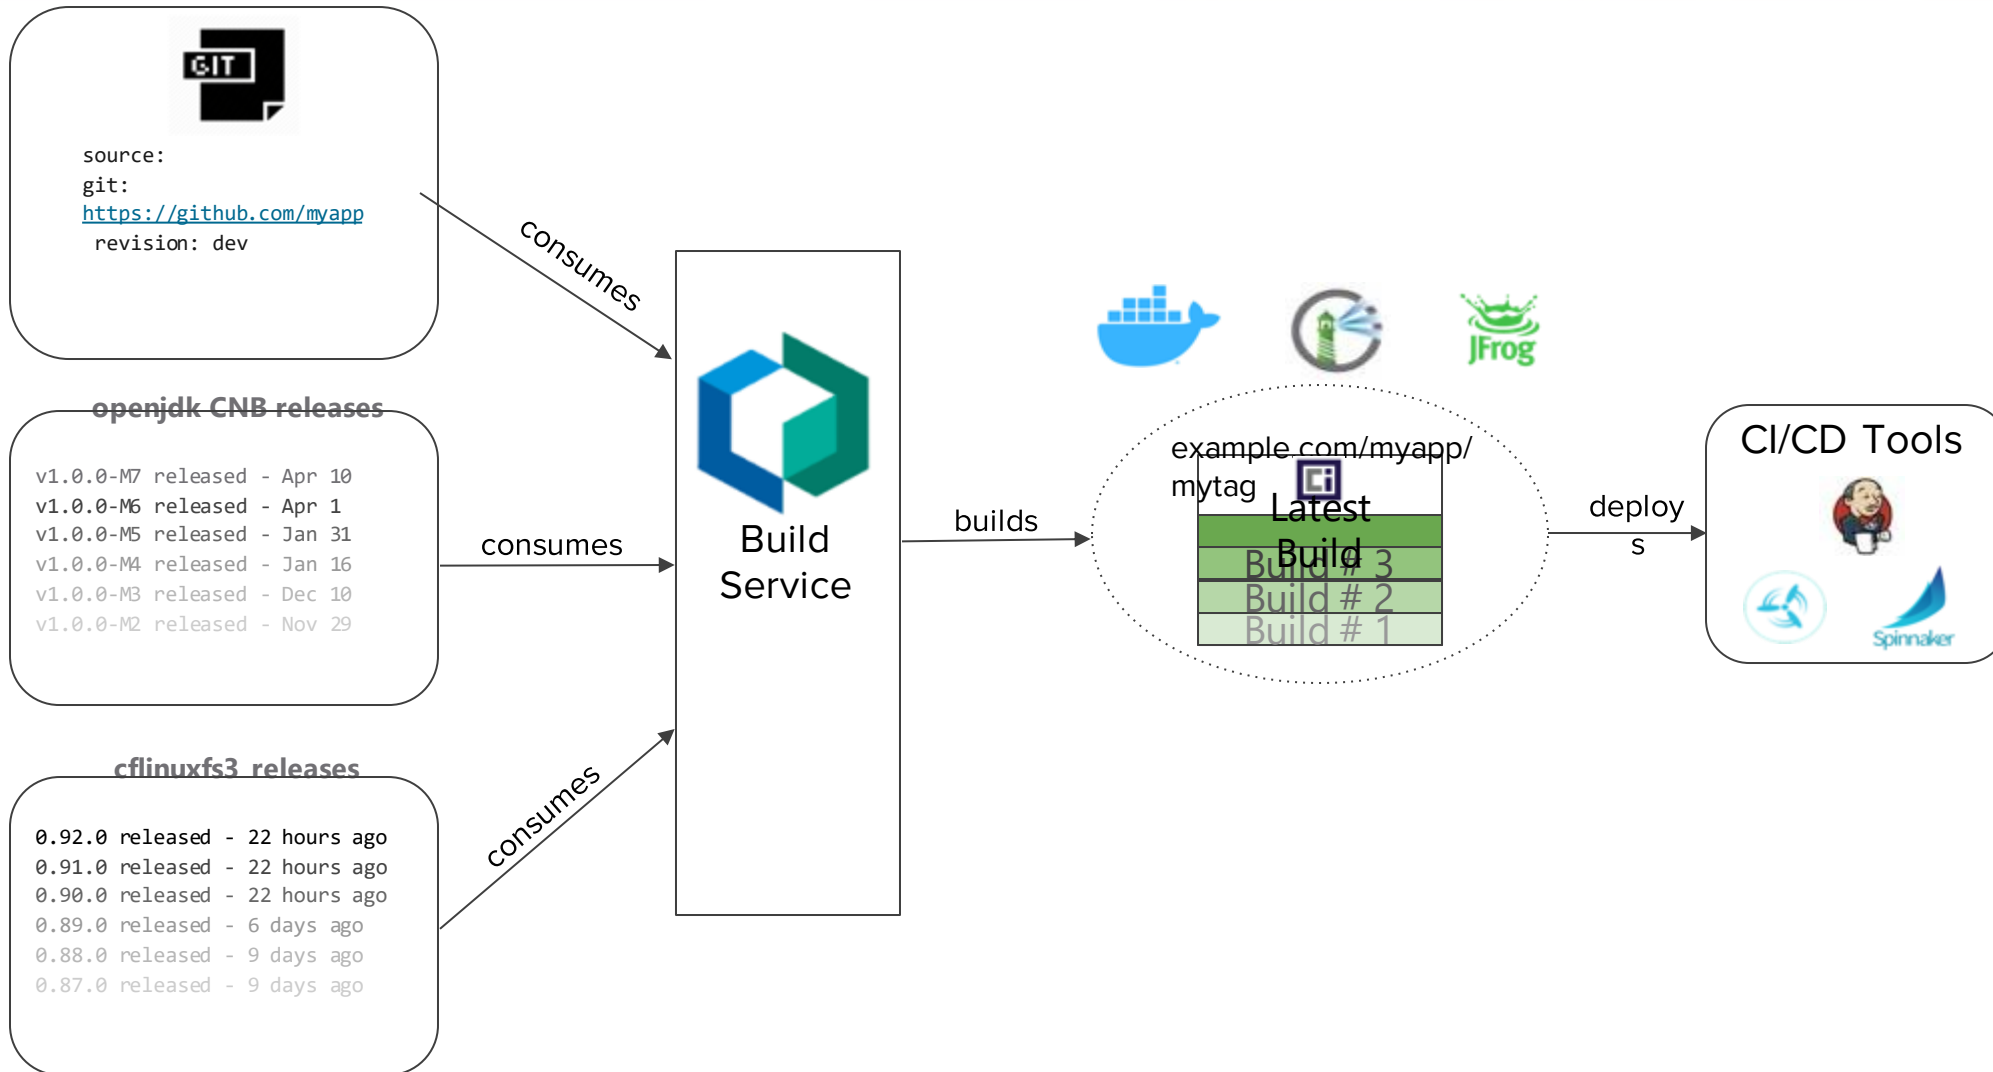 GIT
source:
git:
https://github.com/myapp
revision: dev
consumes
openjdk CNB releases
v1.0.0-M7 released - Apr 10
v1.0.0-M6 released - Apr 1
v1.0.0-M5 released - Jan 31
v1.0.0-M4 released - Jan 16
v1.0.0-M3 released - Dec 10
v1.0.0-M2 released - Nov 29
consumes
cflinuxfs3 releases
0.92.0 released - 22 hours ago
0.91.0 released - 22 hours ago
0.90.0 released - 22 hours ago
0.89.0 released - 6 days ago
0.88.0 released - 9 days ago
0.87.0 released - 9 days ago
consumes
Build
Service
builds
JFrog
example.com/myapp/
mytag
Ci
Latest
Build
Build # 3
Build # 2
Build # 1
deploy
s
CI/CD Tools
Spinnaker